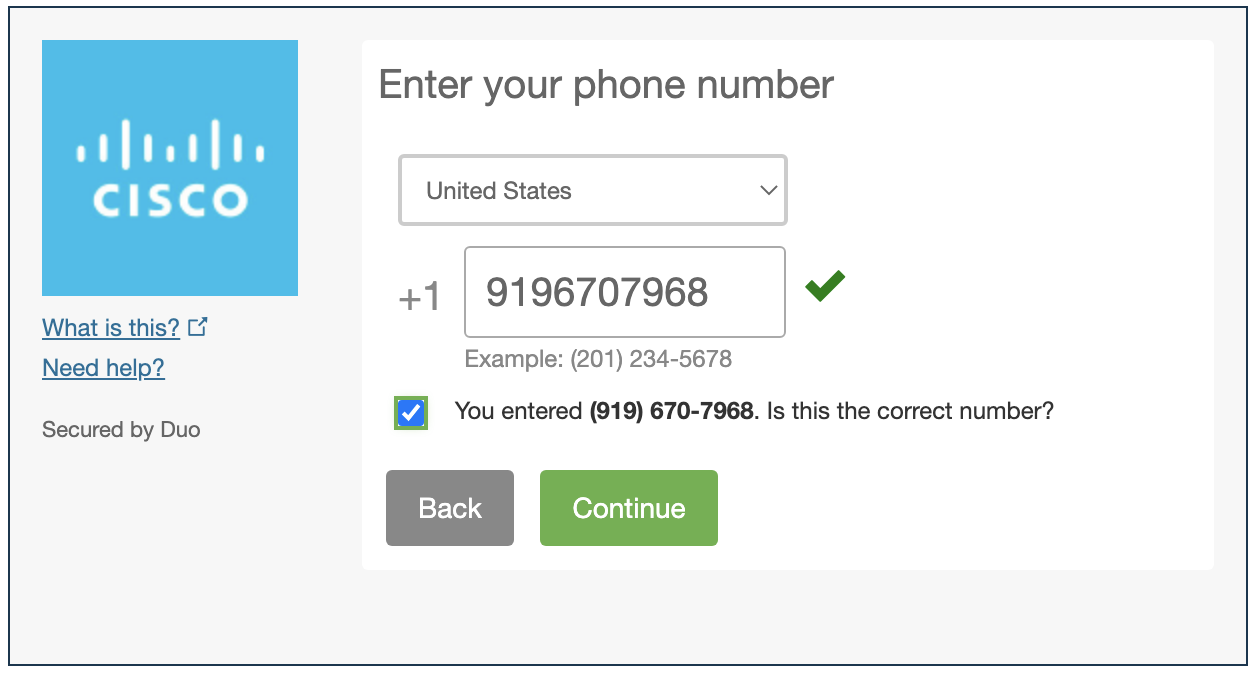 CISCO
What is this?
Need help?
Secured by Duo
Enter your phone number
United States
+1 9196707968
Example: (201) 234-5678
You entered (919) 670-7968. Is this the correct number?
Back Continue